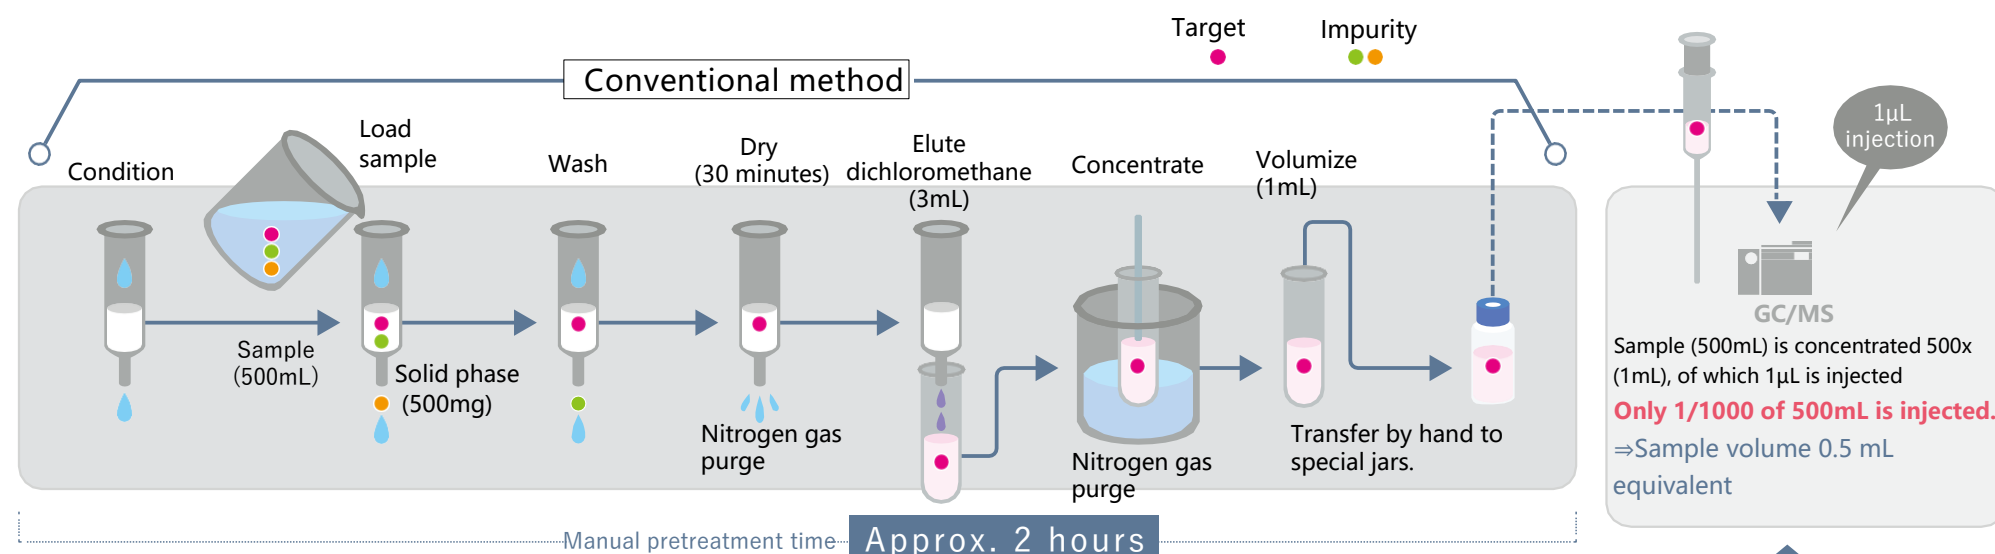 Target
Impurity
Conventional method
1µL
injection
Condition
Load
sample
Wash
Dry
(30 minutes)
Elute
dichloromethane
(3mL)
Concentrate
Volumize
(1mL)
Sample
(500mL)
Solid phase
(500mg)
Nitrogen gas
purge
Nitrogen gas
purge
Transfer by hand to
special jars.
GC/MS
Sample (500mL) is concentrated 500x
(1mL), of which 1µL is injected
Only 1/1000 of 500mL is injected.
⇒Sample volume 0.5 mL
equivalent
Manual pretreatment time
Approx. 2 hours